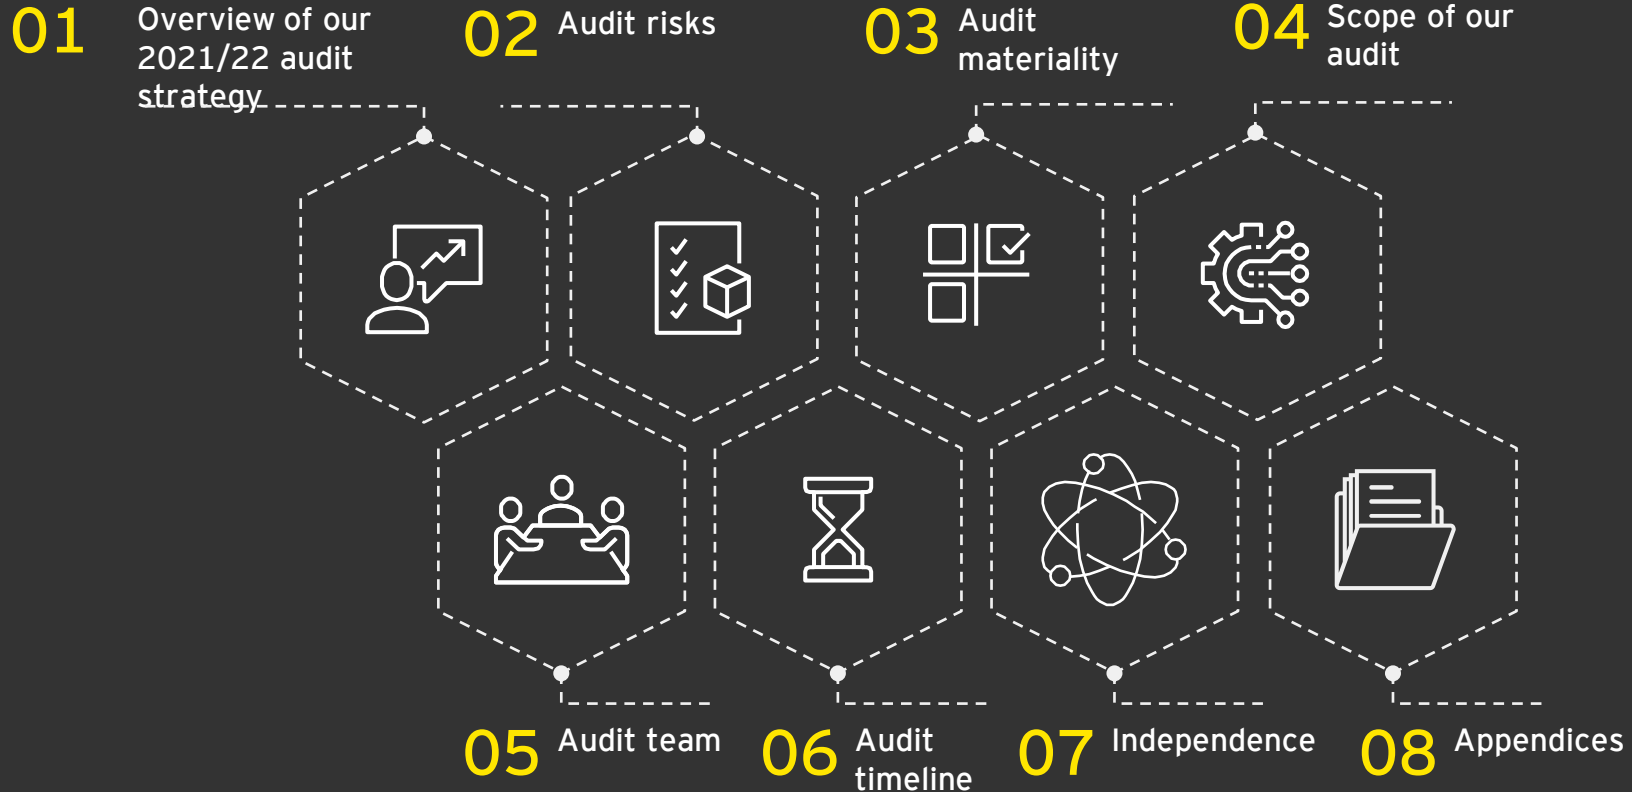 01
Overview of our
2021/22 audit
strategy
02
Audit risks
03
Audit
materiality
04
Scope of our
audit
05
Audit team
06
Audit
timeline
07
Independence
08
Appendices